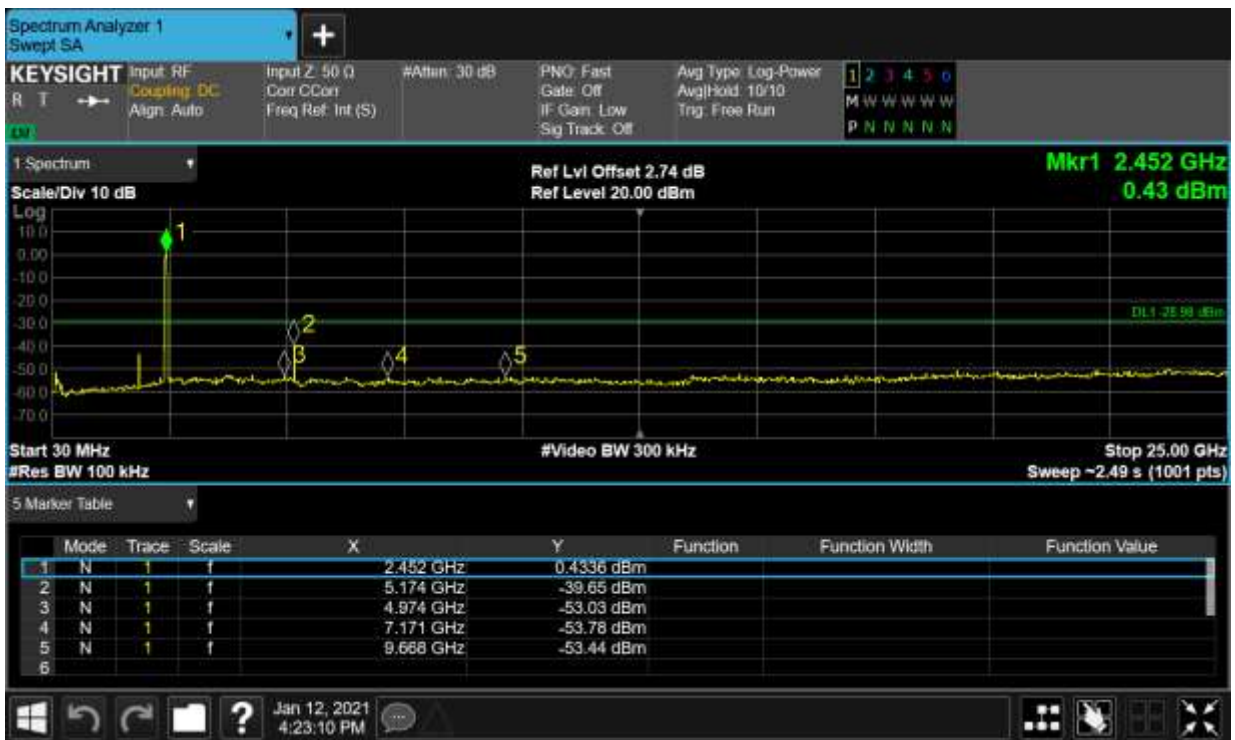 Spectrum Analyzer 1
Swept SA
+
KEYSIGHT Input: RF Input Z: 50 Ω #Atten: 30 dB PNO: Fast Avg Type: Log-Power 1 2 3 4 5 6
R T Coupling: DC Corr CCorr Gate: Off Avg|Hold: 10/10 M W W W W W
Align: Auto Freq Ref: Int (S) IF Gain: Low Trig: Free Run
Sig Track: Off P N N N N N
1 Spectrum
Scale/Div 10 dB
Ref Lvl Offset 2.74 dB
Ref Level 20.00 dBm
Mkr1 2.452 GHz
0.43 dBm
Log
10.0
0.00
-10.0
-20.0
-30.0
-40.0
-50.0
-60.0
-70.0
1
2
3
4
5
Start 30 MHz #Video BW 300 kHz Stop 25.00 GHz
#Res BW 100 kHz Sweep ~2.49 s (1001 pts)
5 Marker Table
Mode Trace Scale X Y Function Function Width Function Value
1 N 1 f 2.452 GHz 0.4336 dBm
2 N 1 f 5.174 GHz -39.65 dBm
3 N 1 f 4.974 GHz -53.03 dBm
4 N 1 f 7.171 GHz -53.78 dBm
5 N 1 f 9.668 GHz -53.44 dBm
6
?
Jan 12, 2021
4:23:10 PM